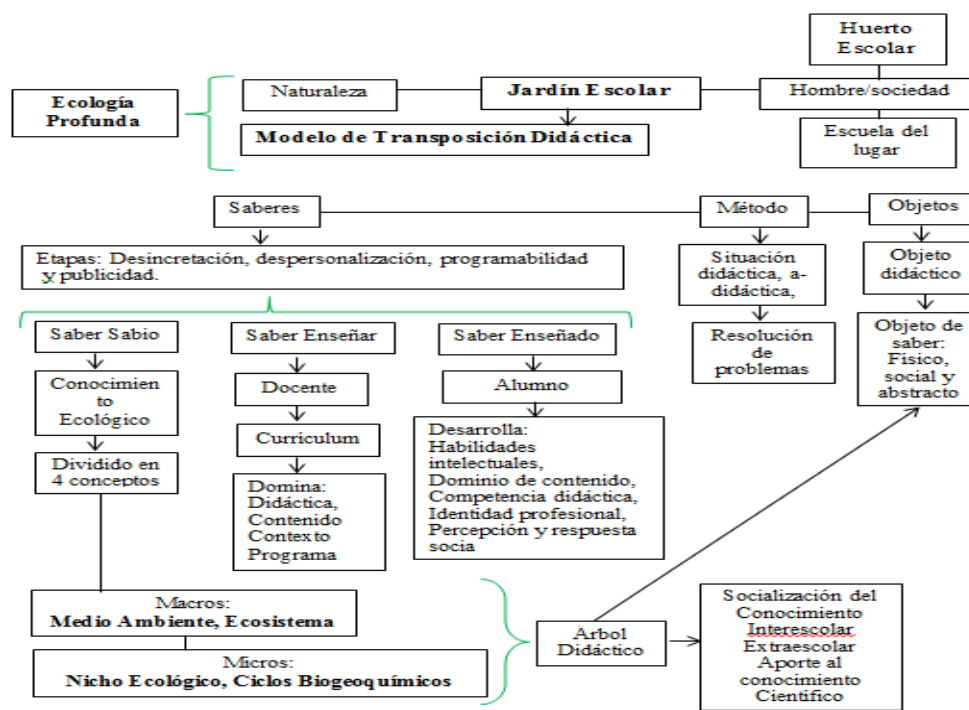 Huerto
Escolar
Ecología
Profunda
Naturaleza
Jardín Escolar
Hombre/sociedad
Modelo de Transposición Didáctica
Escuela del
lugar
Saberes
Método
Objetos
Etapas: Desincretación, despersonalización, programabilidad
y publicidad.
Situación
didáctica, a-
didáctica,
Objeto
didáctico
Saber Sabio
Saber Enseñar
Saber Enseñado
Resolución
de
problemas
Objeto de
saber:
Físico,
social y
abstracto
Conocimien
to
Ecológico
Docente
Alumno
Curriculum
Dividido en
4 conceptos
Domina:
Didáctica,
Contenido
Contexto
Programa
Desarrolla:
Habilidades
intelectuales,
Dominio de contenido,
Competencia didáctica,
Identidad profesional,
Percepción y respuesta
socia
Macros:
Medio Ambiente, Ecosistema
Micros:
Nicho Ecológico, Ciclos Biogeoquímicos
Árbol
Didáctico
Socialización del
Conocimiento
Interescolar
Extraescolar
Aporte al
conocimiento
Científico